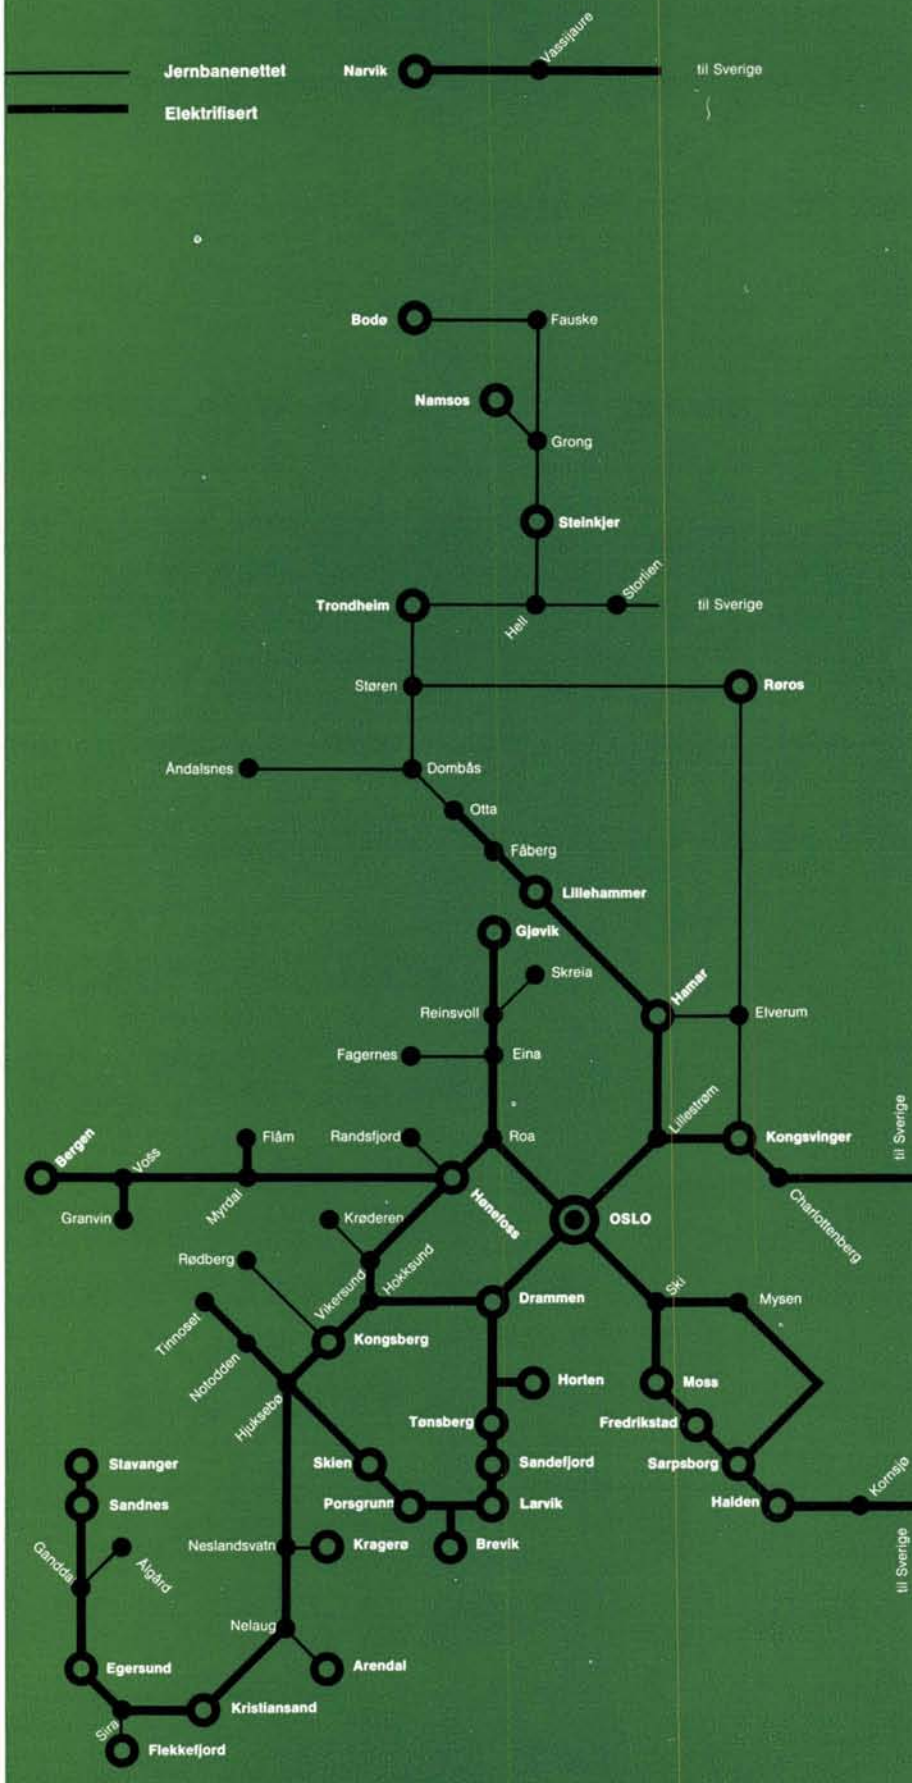 Jernbanenettet
Elektrifisert
Narvik
Vassijaure
til Sverige
Bodø
Fauske
Namsos
Grong
Steinkjer
Storlien
Trondheim
Hell
til Sverige
Støren
Røros
Åndalsnes
Dombås
Otta
Fåberg
Lillehammer
Gjøvik
Skreia
Hamar
Reinsvoll
Elverum
Fagernes
Eina
Lillestrøm
til Sverige
Bergen
Voss
Flåm
Randsfjord
Roa
Kongsvinger
Granvin
Myrdal
Hønefoss
Krøderen
OSLO
Charlottenberg
Rødberg
Vikersund
Hokksund
Drammen
Ski
Mysen
Tinnoset
Kongsberg
Notodden
Horten
Moss
Hjuksebø
Tønsberg
Fredrikstad
Stavanger
Skien
Sandefjord
Sarpsborg
Kornsjø
Sandnes
Porsgrunn
Larvik
Halden
Ganddal
Ålgård
Neslandsvatn
Kragerø
Brevik
til Sverige
Nelaug
Egersund
Arendal
Sira
Kristiansand
Flekkefjord